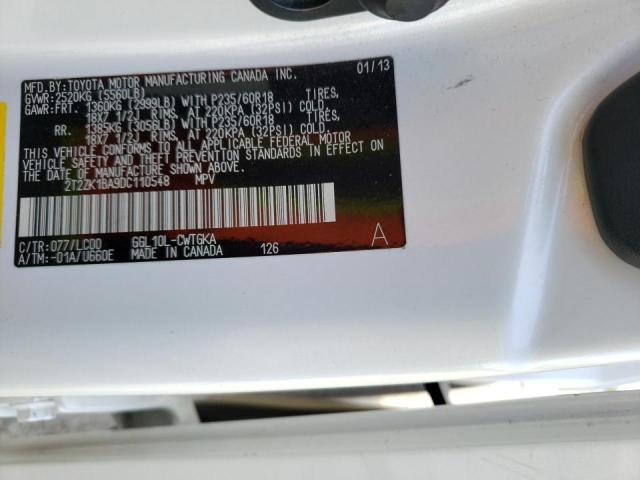 MFD.BY:TOYOTA MOTOR MANUFACTURING CANADA INC. 01/13
GVWR:2520KG (5560LB)
GAWR:FRT. 1360KG (2999LB) WITH P235/60R18 TIRES,
18X7 1/2J RIMS, AT 220KPA (32PSI) COLD.
RR. 1385KG (3058LB) WITH P235/60R18 TIRES,
18X7 1/2J RIMS, AT 220KPA (32PSI) COLD.
THIS VEHICLE CONFORMS TO ALL APPLICABLE FEDERAL MOTOR
VEHICLE SAFETY AND THEFT PREVENTION STANDARDS IN EFFECT ON
THE DATE OF MANUFACTURE SHOWN ABOVE.
2T2ZK1BA9DC110549 MPV
C/TR:077/LC00 GGL10L-CWTGKA A
A/TM:-01A/U660E MADE IN CANADA 126